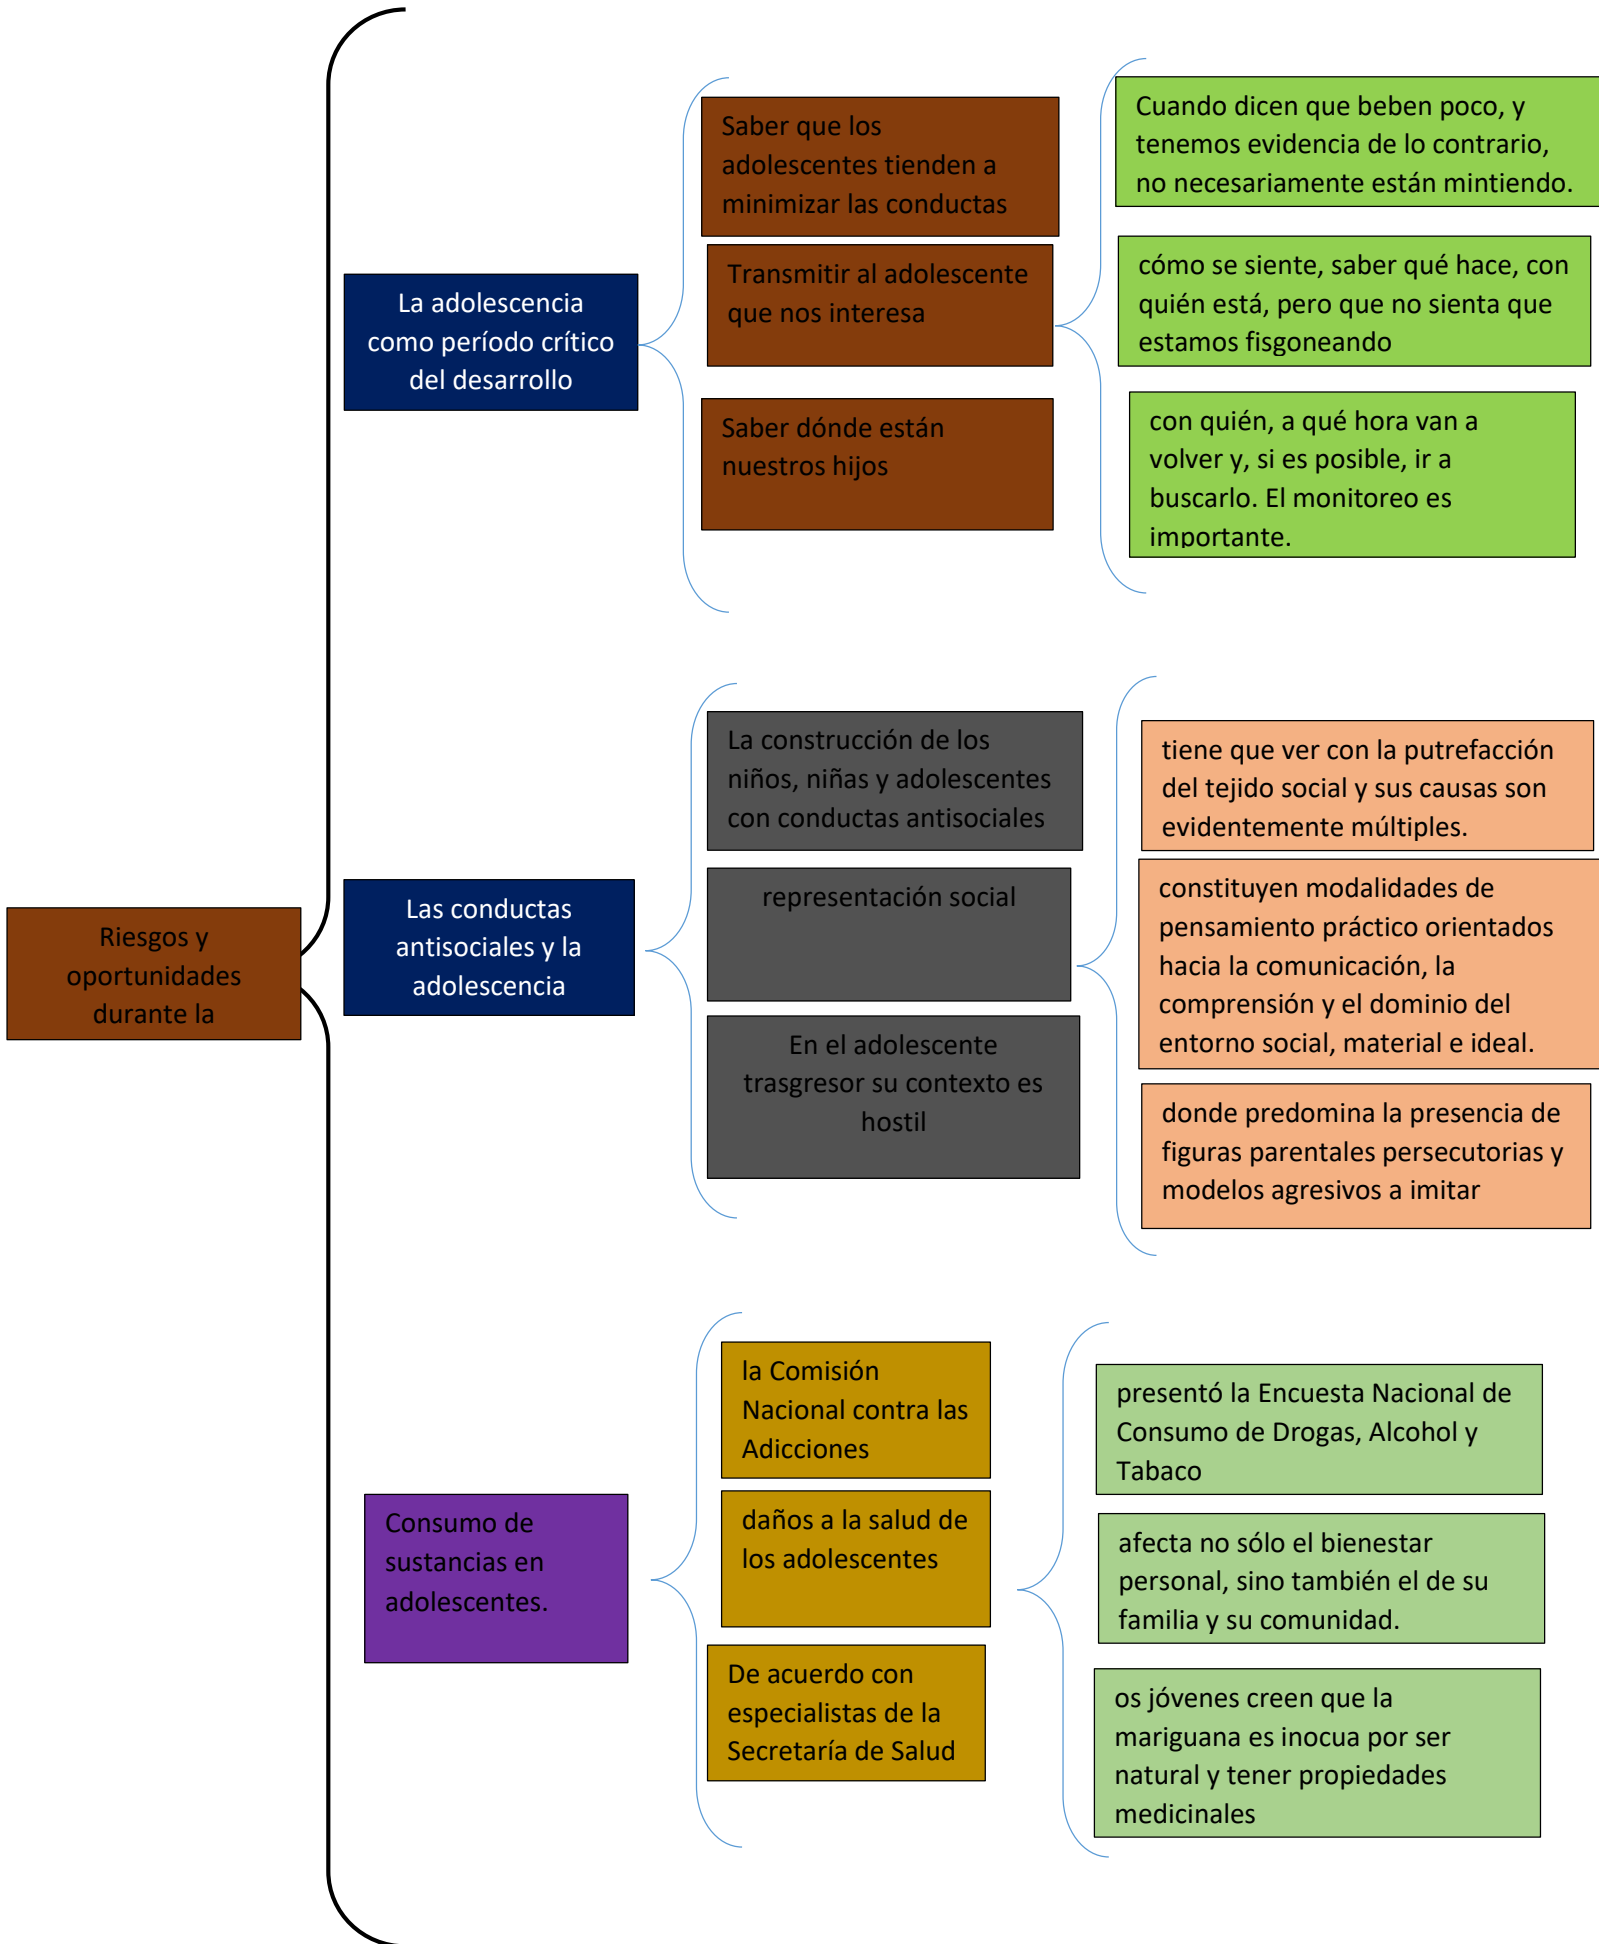 Riesgos y
oportunidades
durante la
La adolescencia
como período crítico
del desarrollo
Saber que los
adolescentes tienden a
minimizar las conductas
Transmitir al adolescente
que nos interesa
Saber dónde están
nuestros hijos
Cuando dicen que beben poco, y
tenemos evidencia de lo contrario,
no necesariamente están mintiendo.
cómo se siente, saber qué hace, con
quién está, pero que no sienta que
estamos fisgoneando
con quién, a qué hora van a
volver y, si es posible, ir a
buscarlo. El monitoreo es
importante.
Las conductas
antisociales y la
adolescencia
La construcción de los
niños, niñas y adolescentes
con conductas antisociales
representación social
En el adolescente
trasgresor su contexto es
hostil
tiene que ver con la putrefacción
del tejido social y sus causas son
evidentemente múltiples.
constituyen modalidades de
pensamiento práctico orientados
hacia la comunicación, la
comprensión y el dominio del
entorno social, material e ideal.
donde predomina la presencia de
figuras parentales persecutorias y
modelos agresivos a imitar
Consumo de
sustancias en
adolescentes.
la Comisión
Nacional contra las
Adicciones
daños a la salud de
los adolescentes
De acuerdo con
especialistas de la
Secretaría de Salud
presentó la Encuesta Nacional de
Consumo de Drogas, Alcohol y
Tabaco
afecta no sólo el bienestar
personal, sino también el de su
familia y su comunidad.
os jóvenes creen que la
mariguana es inocua por ser
natural y tener propiedades
medicinales